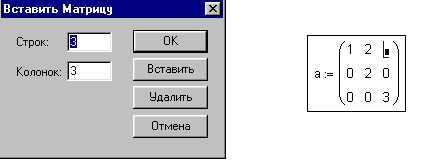 Вставить Матрицу
Строк: 3
OK
Колонок: 3
Вставить
Удалить
Отмена
1 2
a := 0 2 0
0 0 3